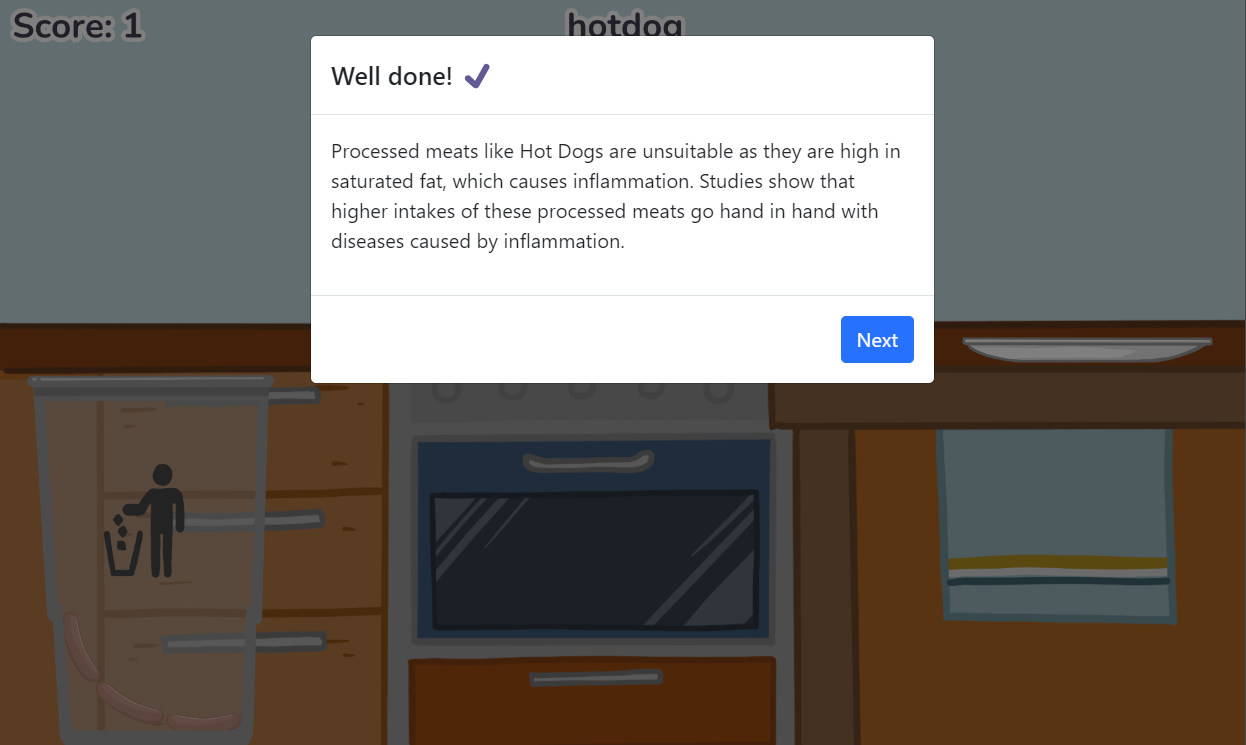 Score: 1
hotdog
Well done!
Processed meats like Hot Dogs are unsuitable as they are high in
saturated fat, which causes inflammation. Studies show that
higher intakes of these processed meats go hand in hand with
diseases caused by inflammation.
Next